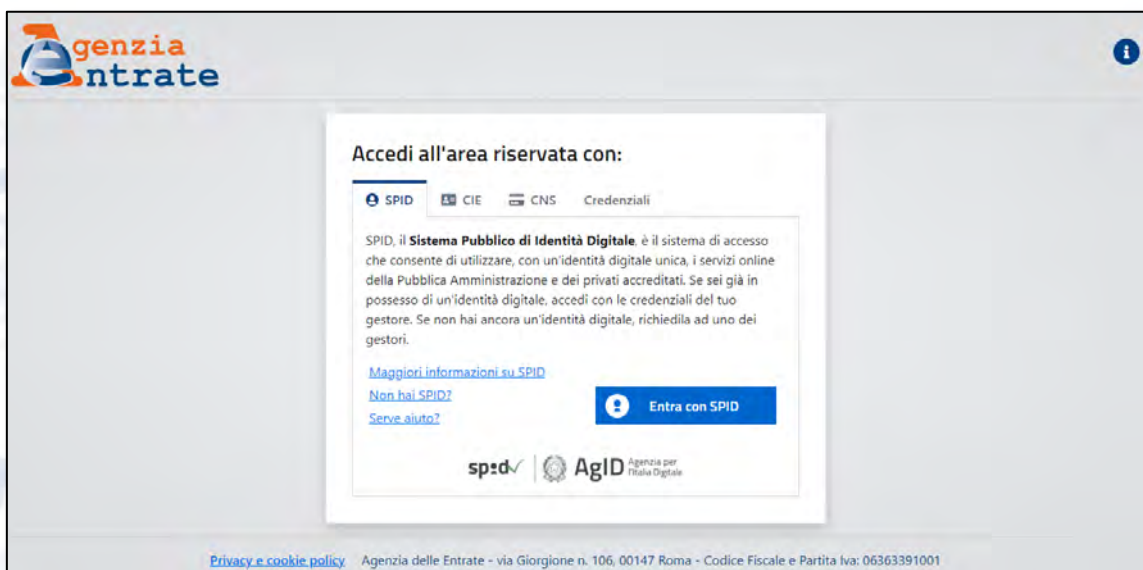 Agenzia
Entrate
Accedi all'area riservata con:
SPID CIE CNS Credenziali
SPID, il Sistema Pubblico di Identità Digitale, è il sistema di accesso
che consente di utilizzare, con un'identità digitale unica, i servizi online
della Pubblica Amministrazione e dei privati accreditati. Se sei già in
possesso di un'identità digitale, accedi con le credenziali del tuo
gestore. Se non hai ancora un'identità digitale, richiedila ad uno dei
gestori.
Maggiori informazioni su SPID
Non hai SPID?
Serve aiuto?
Entra con SPID
spid AgID Agenzia per
l'Italia Digitale
Privacy e cookie policy Agenzia delle Entrate - via Giorgione n. 106, 00147 Roma - Codice Fiscale e Partita Iva: 06363391001